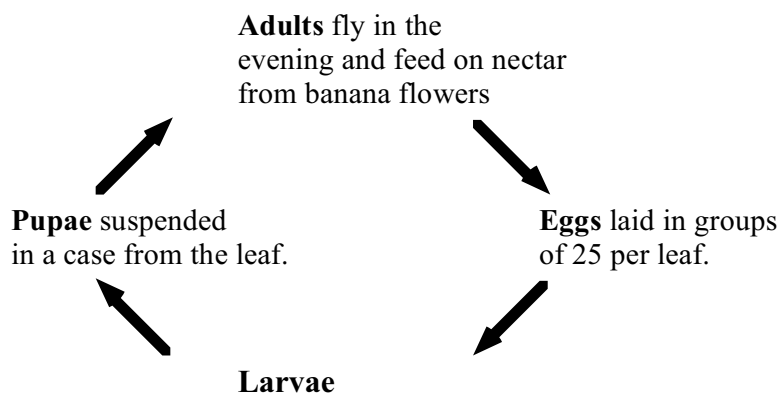 Adults fly in the
evening and feed on nectar
from banana flowers
Pupae suspended
in a case from the leaf.
Eggs laid in groups
of 25 per leaf.
Larvae